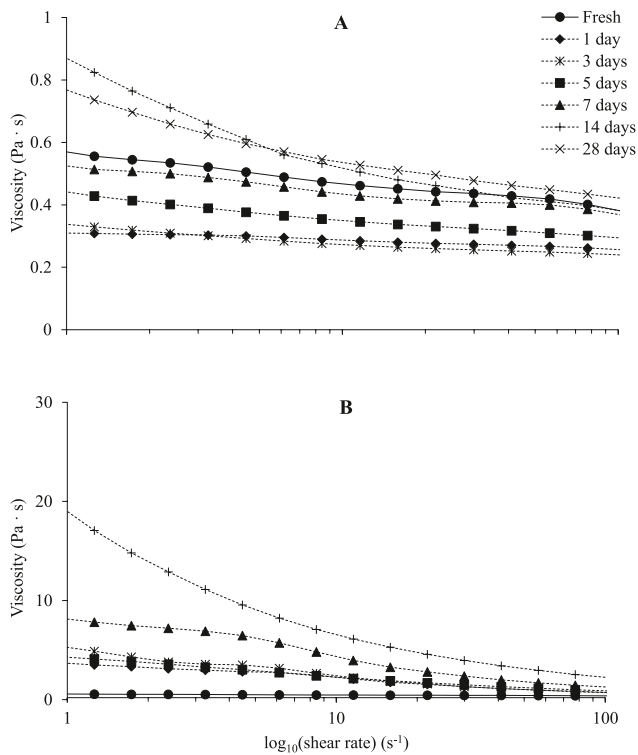 A
Fresh
1 day
3 days
5 days
7 days
14 days
28 days
1
0.8
0.6
0.4
0.2
0
Viscosity (Pa · s)
B
30
20
10
0
Viscosity (Pa · s)
1
10
100
log₁₀(shear rate) (s⁻¹)